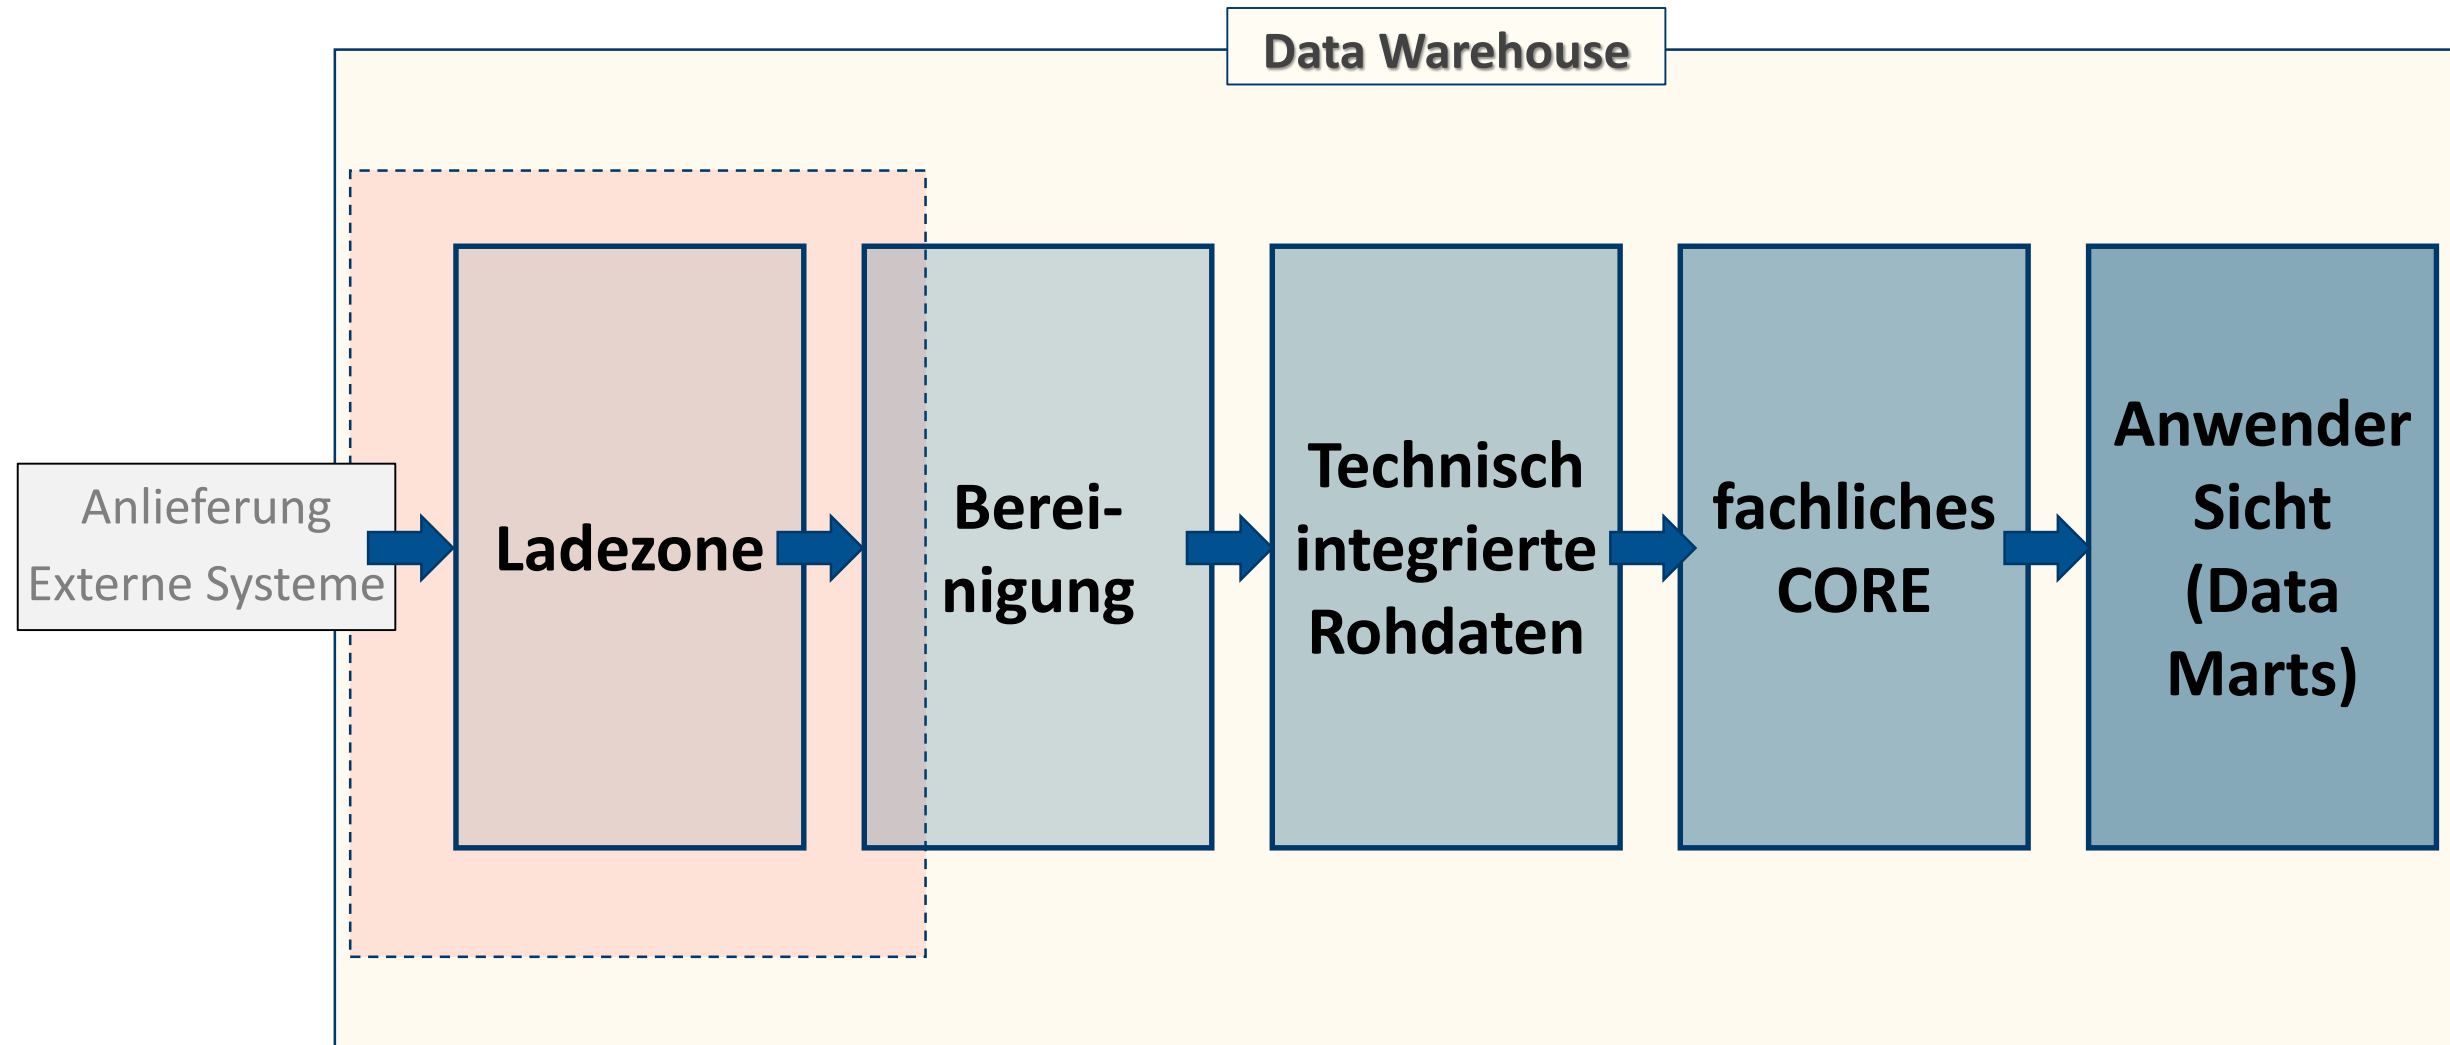 Data Warehouse
Anlieferung
Externe Systeme
Ladezone
Berei-
nigung
Technisch
integrierte
Rohdaten
fachliches
CORE
Anwender
Sicht
(Data
Marts)